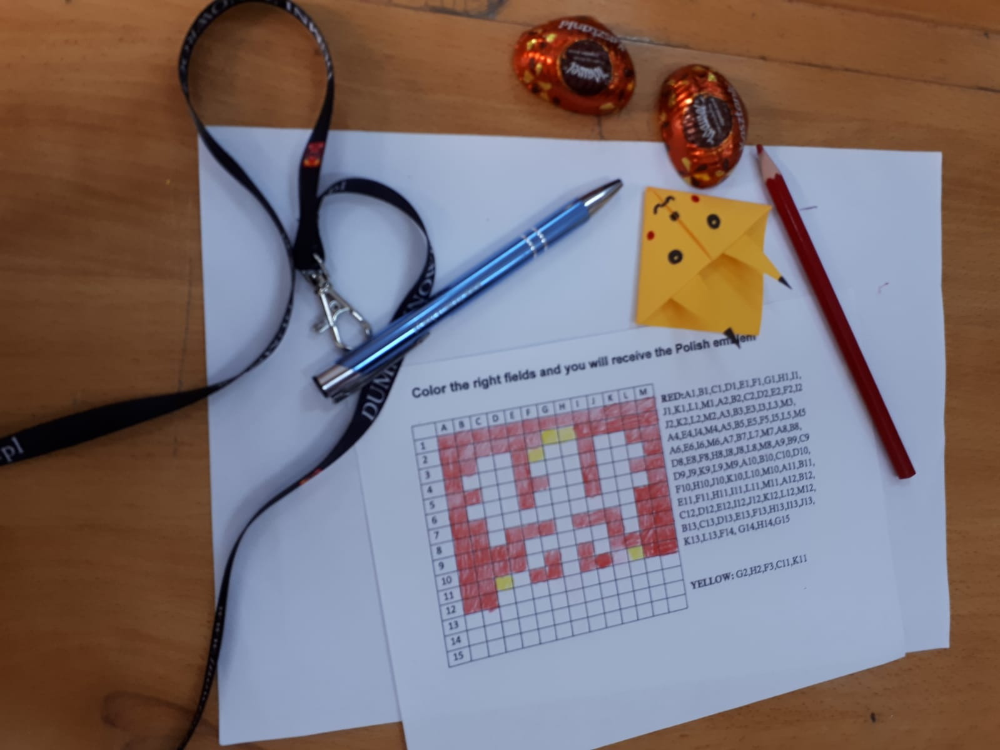 Color the right fields and you will receive the Polish emblem
A B C D E F G H I J K L M
1
2
3
4
5
6
7
8
9
10
11
12
13
14
15
RED:A1,B1,C1,D1,E1,F1,G1,H1,I1,
J1,K1,L1,M1,A2,B2,C2,D2,E2,F2,I2
J2,K2,L2,M2,A3,B3,E3,I3,L3,M3,
A4,E4,I4,M4,A5,B5,E5,F5,I5,L5,M5
A6,E6,I6,M6,A7,B7,L7,M7,A8,B8,
D8,E8,F8,H8,I8,J8,L8,M8,A9,B9,C9
D9,J9,K9,L9,M9,A10,B10,C10,D10,
F10,H10,J10,K10,L10,M10,A11,B11,
E11,F11,H11,I11,L11,M11,A12,B12,
C12,D12,E12,I12,J12,K12,L12,M12,
B13,C13,D13,E13,F13,H13,I13,J13,
K13,L13,F14, G14,H14,G15
YELLOW: G2,H2,F3,C11,K11
Wawel
Wawel
.pl